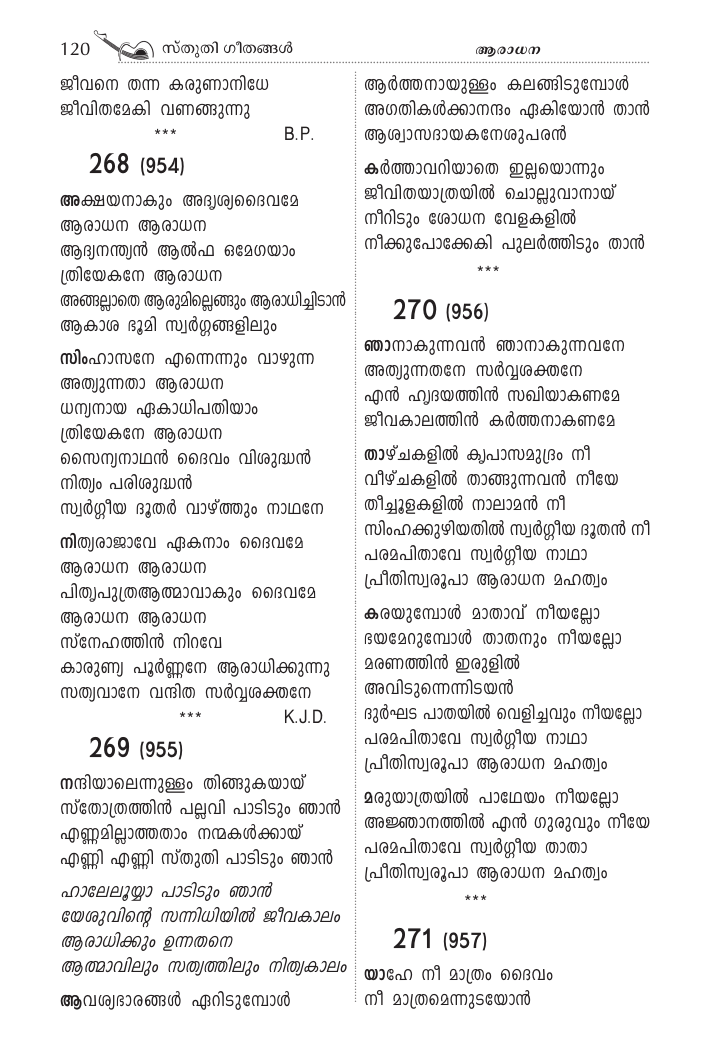 120 സ്തുതി ഗീതങ്ങൾ
ആരാധന
ജീവനെ തന്ന കരുണാനിധേ
ജീവിതമേകി വണങ്ങുന്നു
*** B.P.
268 (954)
അക്ഷയനാകും അദൃശ്യദൈവമേ
ആരാധന ആരാധന
ആദ്യനന്ത്യൻ ആൽഫ ഒമേഗയാം
ത്രിയേകനേ ആരാധന
അങ്ങല്ലാതെ ആരുമില്ലെങ്ങും ആരാധിച്ചിടാൻ
ആകാശ ഭൂമി സ്വർഗ്ഗങ്ങളിലും
സിംഹാസനേ എന്നെന്നും വാഴുന്ന
അത്യുന്നതാ ആരാധന
ധന്യനായ ഏകാധിപതിയാം
ത്രിയേകനേ ആരാധന
സൈന്യനാഥൻ ദൈവം വിശുദ്ധൻ
നിത്യം പരിശുദ്ധൻ
സ്വർഗ്ഗീയ ദൂതർ വാഴ്ത്തും നാഥനേ
നിത്യരാജാവേ ഏകനാം ദൈവമേ
ആരാധന ആരാധന
പിതൃപുത്രആത്മാവാകും ദൈവമേ
ആരാധന ആരാധന
സ്നേഹത്തിൻ നിറവേ
കാരുണ്യ പൂർണ്ണനേ ആരാധിക്കുന്നു
സത്യവാനേ വന്ദിത സർവ്വശക്തനേ
*** K.J.D.
269 (955)
നന്ദിയാലെന്നുള്ളം തിങ്ങുകയായ്
സ്തോത്രത്തിൻ പല്ലവി പാടിടും ഞാൻ
എണ്ണമില്ലാത്തതാം നന്മകൾക്കായ്
എണ്ണി എണ്ണി സ്തുതി പാടിടും ഞാൻ
ഹാലേലൂയ്യാ പാടിടും ഞാൻ
യേശുവിന്റെ സന്നിധിയിൽ ജീവകാലം
ആരാധിക്കും ഉന്നതനെ
ആത്മാവിലും സത്യത്തിലും നിത്യകാലം
ആവശ്യഭാരങ്ങൾ ഏറിടുമ്പോൾ
ആർത്തനായുള്ളം കലങ്ങിടുമ്പോൾ
അഗതികൾക്കാനന്ദം ഏകിയോൻ താൻ
ആശ്വാസദായകനേശുപരൻ
കർത്താവറിയാതെ ഇല്ലയൊന്നും
ജീവിതയാത്രയിൽ ചൊല്ലുവാനായ്
നീറിടും ശോധന വേളകളിൽ
നീക്കുപോക്കേകി പുലർത്തിടും താൻ
***
270 (956)
ഞാനാകുന്നവൻ ഞാനാകുന്നവനേ
അത്യുന്നതനേ സർവ്വശക്തനേ
എൻ ഹൃദയത്തിൻ സഖിയാകണമേ
ജീവകാലത്തിൻ കർത്തനാകണമേ
താഴ്ചകളിൽ കൃപാസമുദ്രം നീ
വീഴ്ചകളിൽ താങ്ങുന്നവൻ നീയേ
തീച്ചൂളകളിൽ നാലാമൻ നീ
സിംഹക്കുഴിയതിൽ സ്വർഗ്ഗീയ ദൂതൻ നീ
പരമപിതാവേ സ്വർഗ്ഗീയ നാഥാ
പ്രീതിസ്വരൂപാ ആരാധന മഹത്വം
കരയുമ്പോൾ മാതാവ് നീയല്ലോ
ഭയമേറുമ്പോൾ താതനും നീയല്ലോ
മരണത്തിൻ ഇരുളിൽ
അവിടുന്നെന്നിടയൻ
ദുർഘട പാതയിൽ വെളിച്ചവും നീയല്ലോ
പരമപിതാവേ സ്വർഗ്ഗീയ നാഥാ
പ്രീതിസ്വരൂപാ ആരാധന മഹത്വം
മരുയാത്രയിൽ പാഥേയം നീയല്ലോ
അജ്ഞാനത്തിൽ എൻ ഗുരുവും നീയേ
പരമപിതാവേ സ്വർഗ്ഗീയ താതാ
പ്രീതിസ്വരൂപാ ആരാധന മഹത്വം
***
271 (957)
യാഹേ നീ മാത്രം ദൈവം
നീ മാത്രമെന്നുടയോൻ